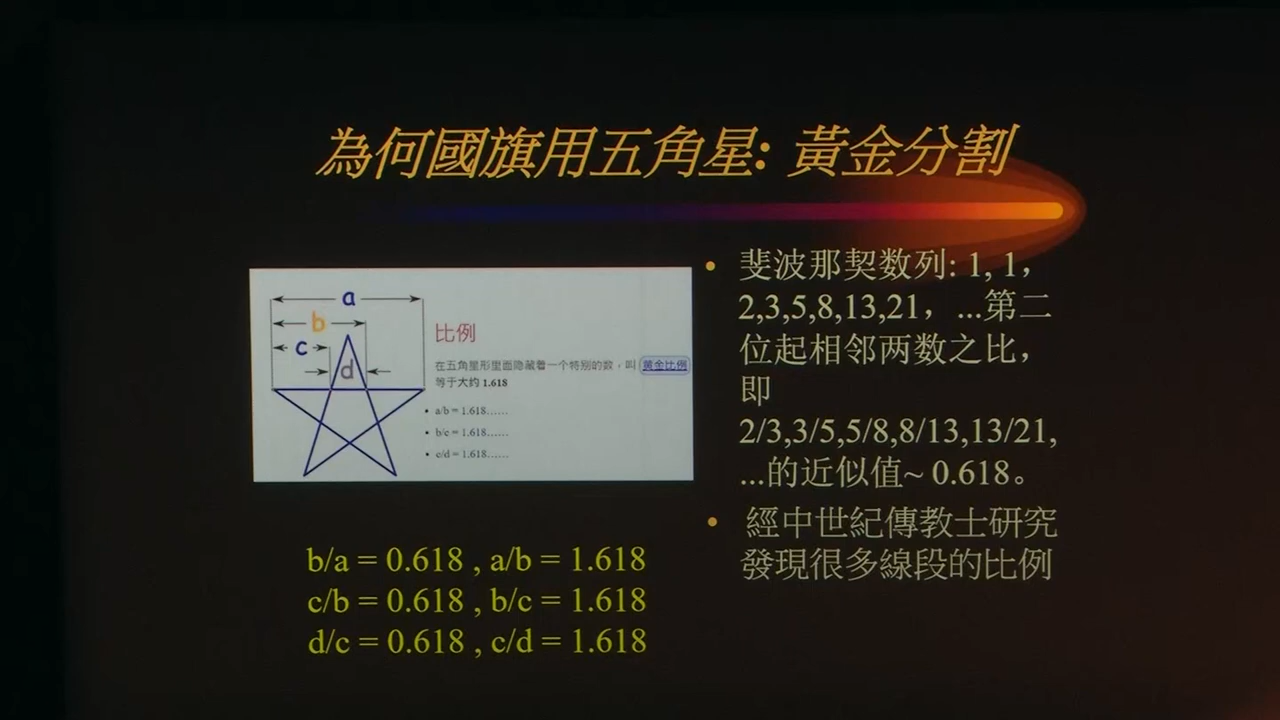 為何國旗用五角星: 黃金分割
a
b
c
d
比例
在五角星形里面隐藏着一个特别的数，叫 黄金比例
等于大约 1.618
• a/b = 1.618……
• b/c = 1.618……
• c/d = 1.618……
b/a = 0.618 , a/b = 1.618
c/b = 0.618 , b/c = 1.618
d/c = 0.618 , c/d = 1.618
• 斐波那契数列: 1, 1，
2,3,5,8,13,21，...第二
位起相邻两数之比，
即
2/3,3/5,5/8,8/13,13/21,
...的近似值~ 0.618。
• 經中世紀傳教士研究
發現很多線段的比例